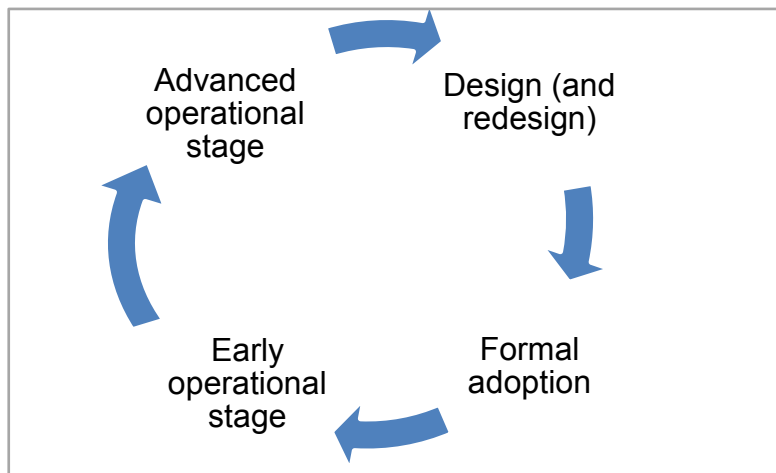 Advanced
operational
stage
Design (and
redesign)
Early
operational
stage
Formal
adoption